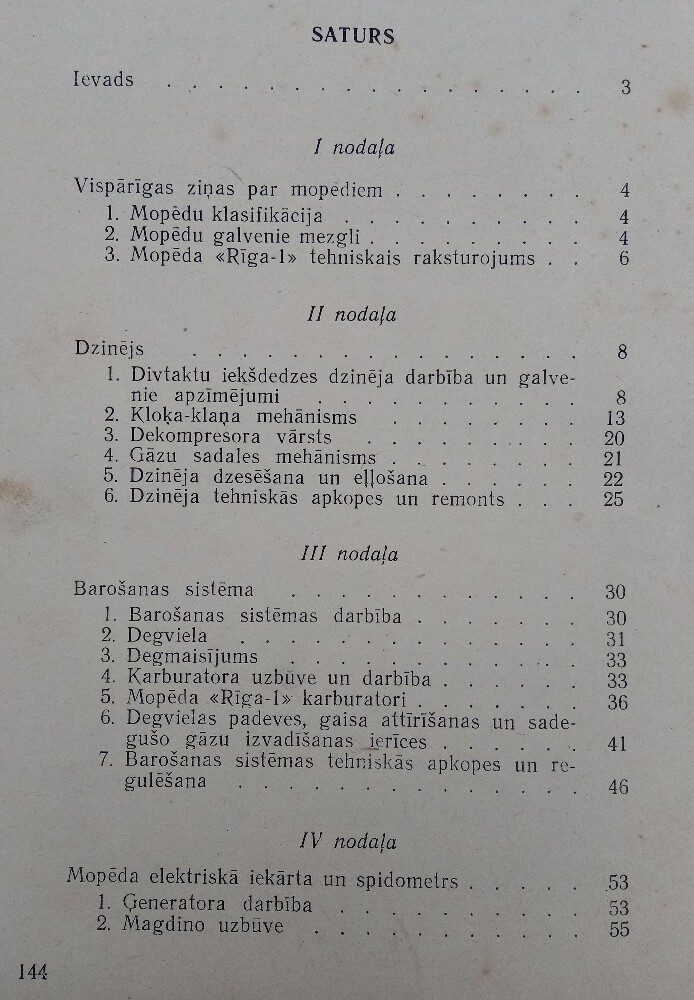 SATURS
Ievads . . . . . . . . . . . . . . . . 3
I nodaļa
Vispārīgas ziņas par mopēdiem . . . . . . . 4
1. Mopēdu klasifikācija . . . . . . . . . . 4
2. Mopēdu galvenie mezgli . . . . . . . . . 4
3. Mopēda «Rīga-1» tehniskais raksturojums . . 6
II nodaļa
Dzinējs . . . . . . . . . . . . . . . . 8
1. Divtaktu iekšdedzes dzinēja darbība un galve-
nie apzīmējumi . . . . . . . . . . . 8
2. Kloķa-klaņa mehānisms . . . . . . . . 13
3. Dekompresora vārsts . . . . . . . . . 20
4. Gāzu sadales mehānisms . . . . . . . 21
5. Dzinēja dzesēšana un eļļošana . . . . . . 22
6. Dzinēja tehniskās apkopes un remonts . . . 25
III nodaļa
Barošanas sistēma . . . . . . . . . . . . 30
1. Barošanas sistēmas darbība . . . . . . . 30
2. Degviela . . . . . . . . . . . . . . 31
3. Degmaisījums . . . . . . . . . . . . 33
4. Karburatora uzbūve un darbība . . . . . . 33
5. Mopēda «Rīga-1» karburatori . . . . . . . 36
6. Degvielas padeves, gaisa attīrīšanas un sade-
gušo gāzu izvadīšanas ierīces . . . . . . 41
7. Barošanas sistēmas tehniskās apkopes un re-
gulēšana . . . . . . . . . . . . . 46
IV nodaļa
Mopēda elektriskā iekārta un spidometrs . . . . . 53
1. Ģeneratora darbība . . . . . . . . . . 53
2. Magdino uzbūve . . . . . . . . . . . 55
144